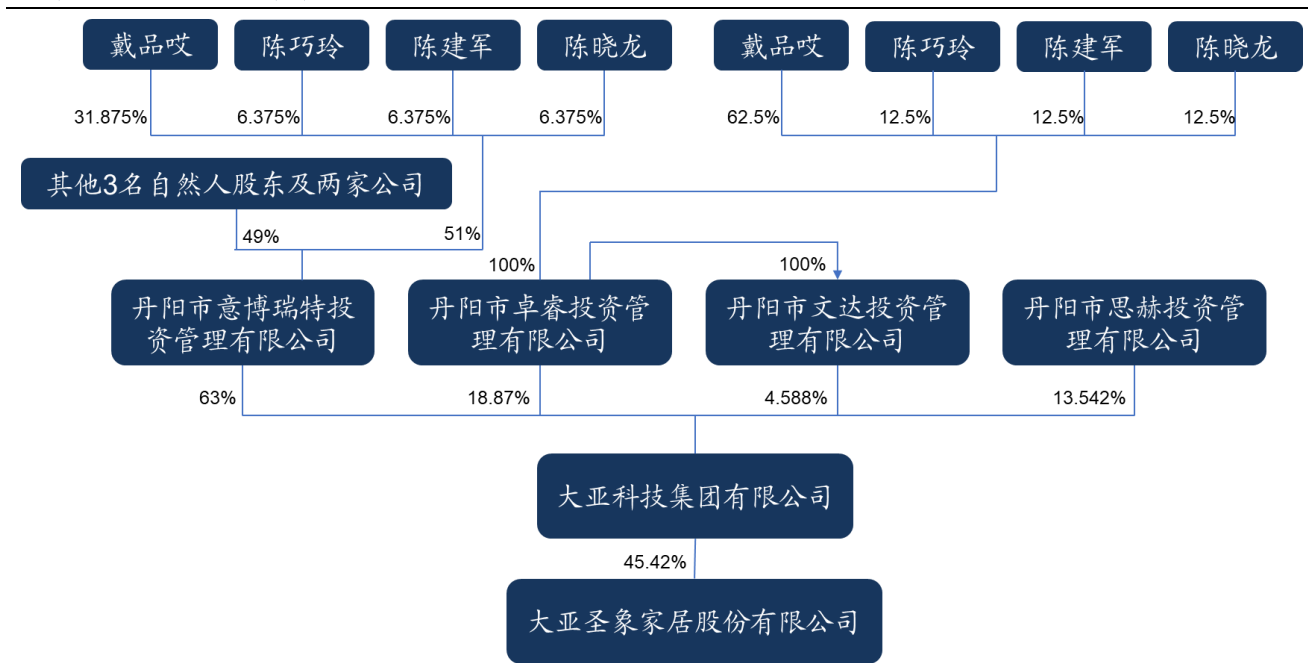 戴品哎 陈巧玲 陈建军 陈晓龙 戴品哎 陈巧玲 陈建军 陈晓龙
31.875% 6.375% 6.375% 6.375% 62.5% 12.5% 12.5% 12.5%
其他3名自然人股东及两家公司
49% 51%
100% 100%
丹阳市意博瑞特投
资管理有限公司
丹阳市卓睿投资管
理有限公司
丹阳市文达投资管
理有限公司
丹阳市思赫投资管
理有限公司
63% 18.87% 4.588% 13.542%
大亚科技集团有限公司
45.42%
大亚圣象家居股份有限公司